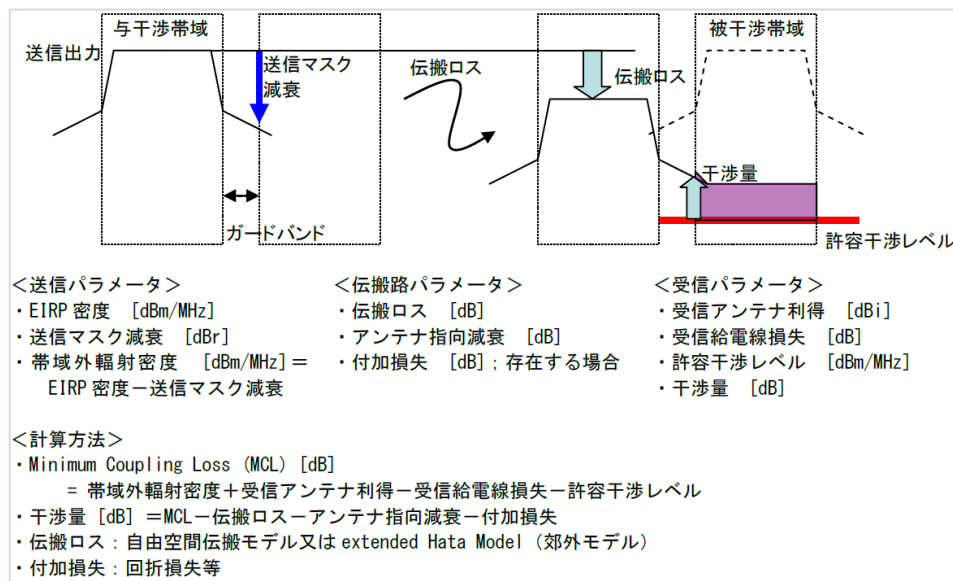 与干渉帯域
被干渉帯域
送信出力
送信マスク
減衰
伝搬ロス
伝搬ロス
干渉量
ガードバンド
許容干渉レベル
<送信パラメータ>
・EIRP 密度 [dBm/MHz]
・送信マスク減衰 [dBr]
・帯域外輻射密度 [dBm/MHz]=
EIRP 密度-送信マスク減衰
<伝搬路パラメータ>
・伝搬ロス [dB]
・アンテナ指向減衰 [dB]
・付加損失 [dB];存在する場合
<受信パラメータ>
・受信アンテナ利得 [dBi]
・受信給電線損失 [dB]
・許容干渉レベル [dBm/MHz]
・干渉量 [dB]
<計算方法>
・Minimum Coupling Loss (MCL) [dB]
= 帯域外輻射密度+受信アンテナ利得-受信給電線損失-許容干渉レベル
・干渉量 [dB] =MCL-伝搬ロス-アンテナ指向減衰-付加損失
・伝搬ロス:自由空間伝搬モデル又は extended Hata Model(郊外モデル)
・付加損失:回折損失等